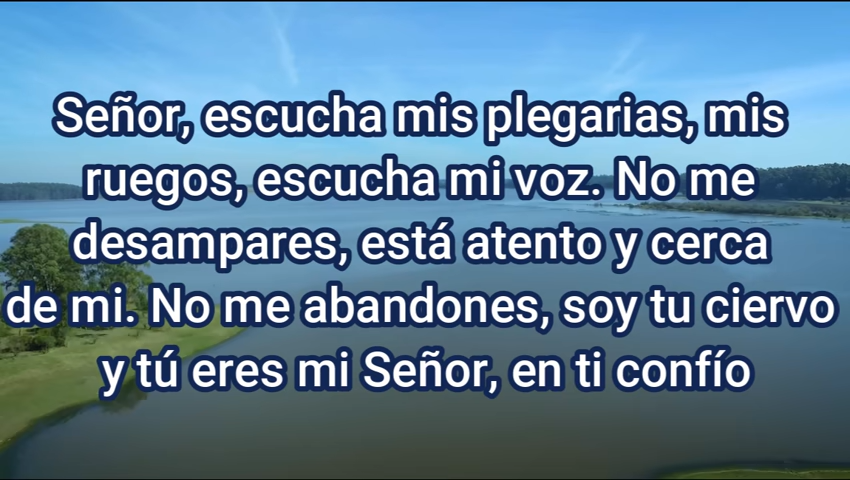 Señor, escucha mis plegarias, mis
ruegos, escucha mi voz. No me
desampares, está atento y cerca
de mi. No me abandones, soy tu ciervo
y tú eres mi Señor, en ti confío